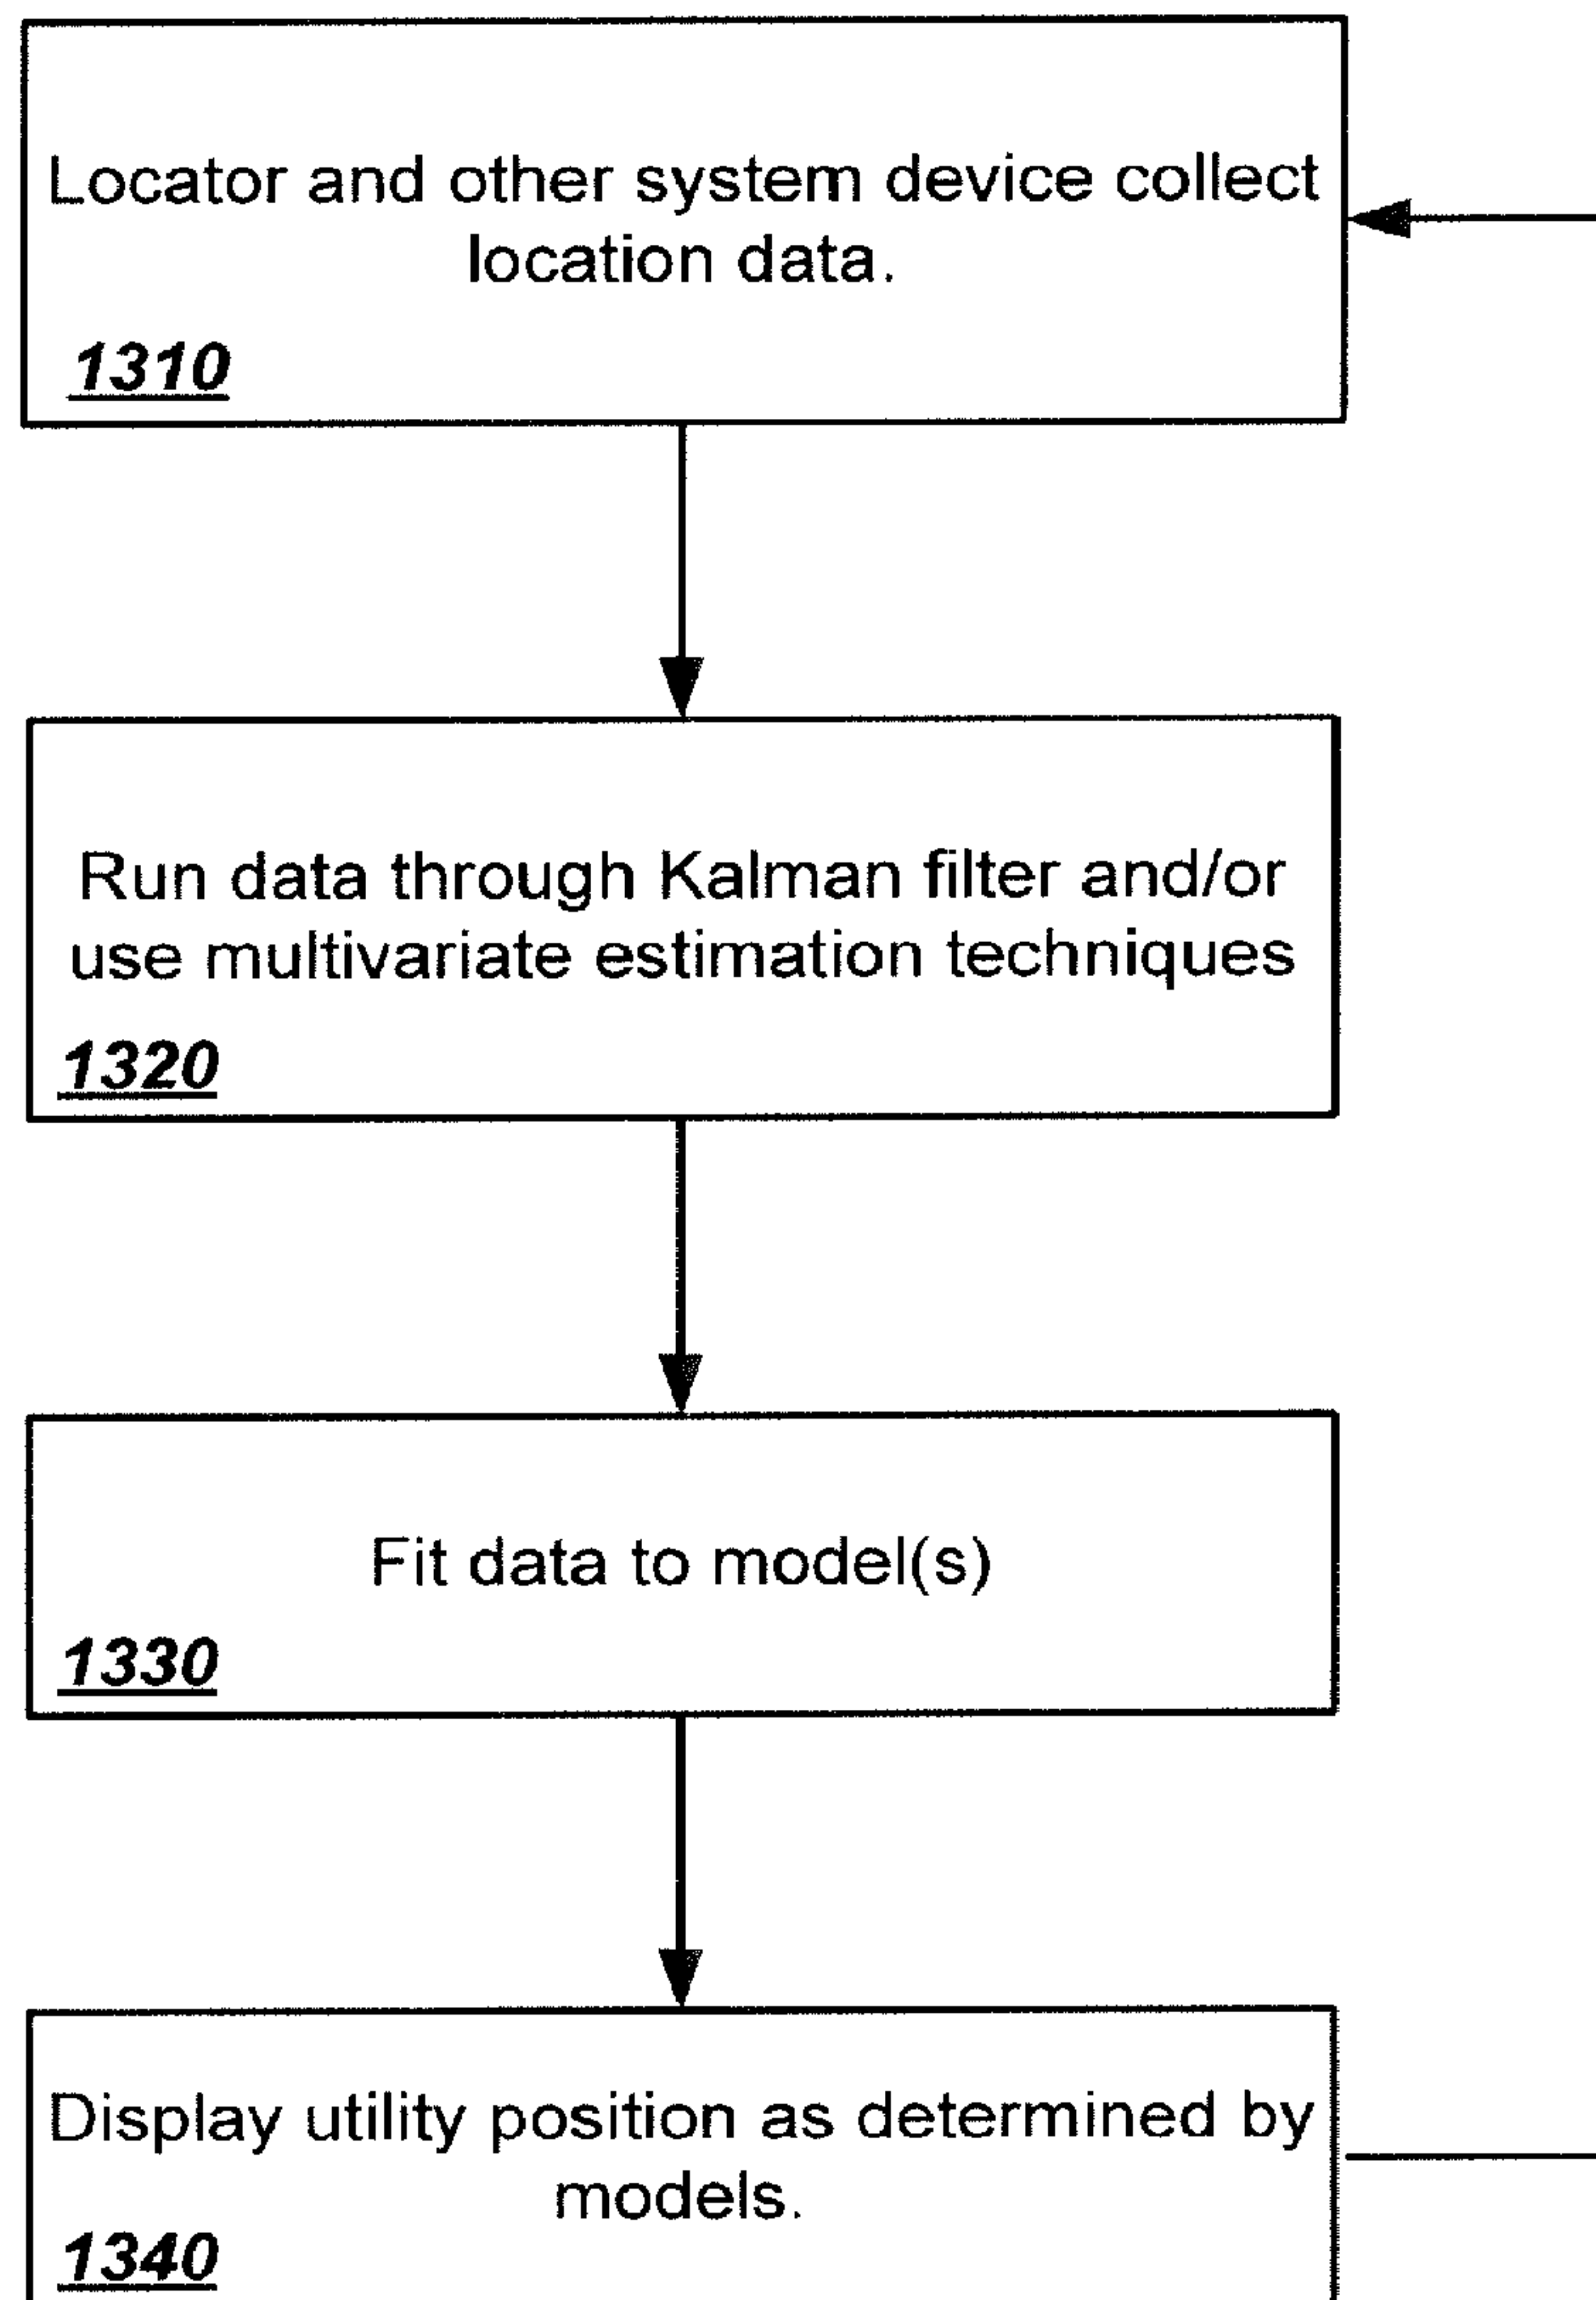 Locator and other system device collect
location data.
1310
Run data through Kalman filter and/or
use multivariate estimation techniques
1320
Fit data to model(s)
1330
Display utility position as determined by
models.
1340